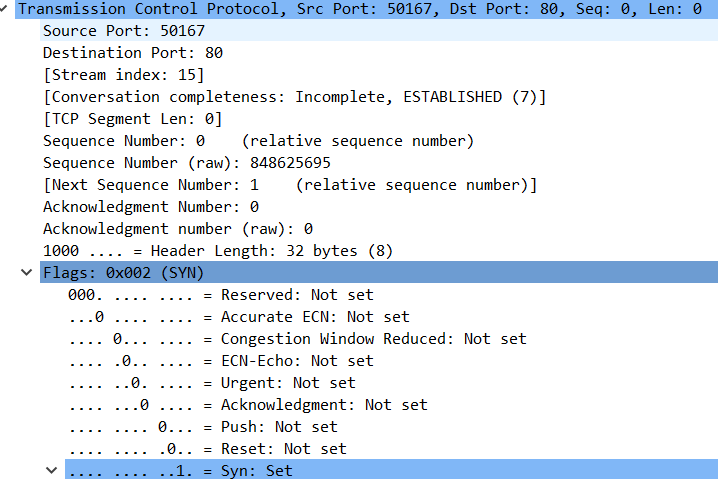 Transmission Control Protocol, Src Port: 50167, Dst Port: 80, Seq: 0, Len: 0
Source Port: 50167
Destination Port: 80
[Stream index: 15]
[Conversation completeness: Incomplete, ESTABLISHED (7)]
[TCP Segment Len: 0]
Sequence Number: 0    (relative sequence number)
Sequence Number (raw): 848625695
[Next Sequence Number: 1    (relative sequence number)]
Acknowledgment Number: 0
Acknowledgment number (raw): 0
1000 .... = Header Length: 32 bytes (8)
Flags: 0x002 (SYN)
000. .... .... = Reserved: Not set
...0 .... .... = Accurate ECN: Not set
.... 0... .... = Congestion Window Reduced: Not set
.... .0.. .... = ECN-Echo: Not set
.... ..0. .... = Urgent: Not set
.... ...0 .... = Acknowledgment: Not set
.... .... 0... = Push: Not set
.... .... .0.. = Reset: Not set
.... .... ..1. = Syn: Set